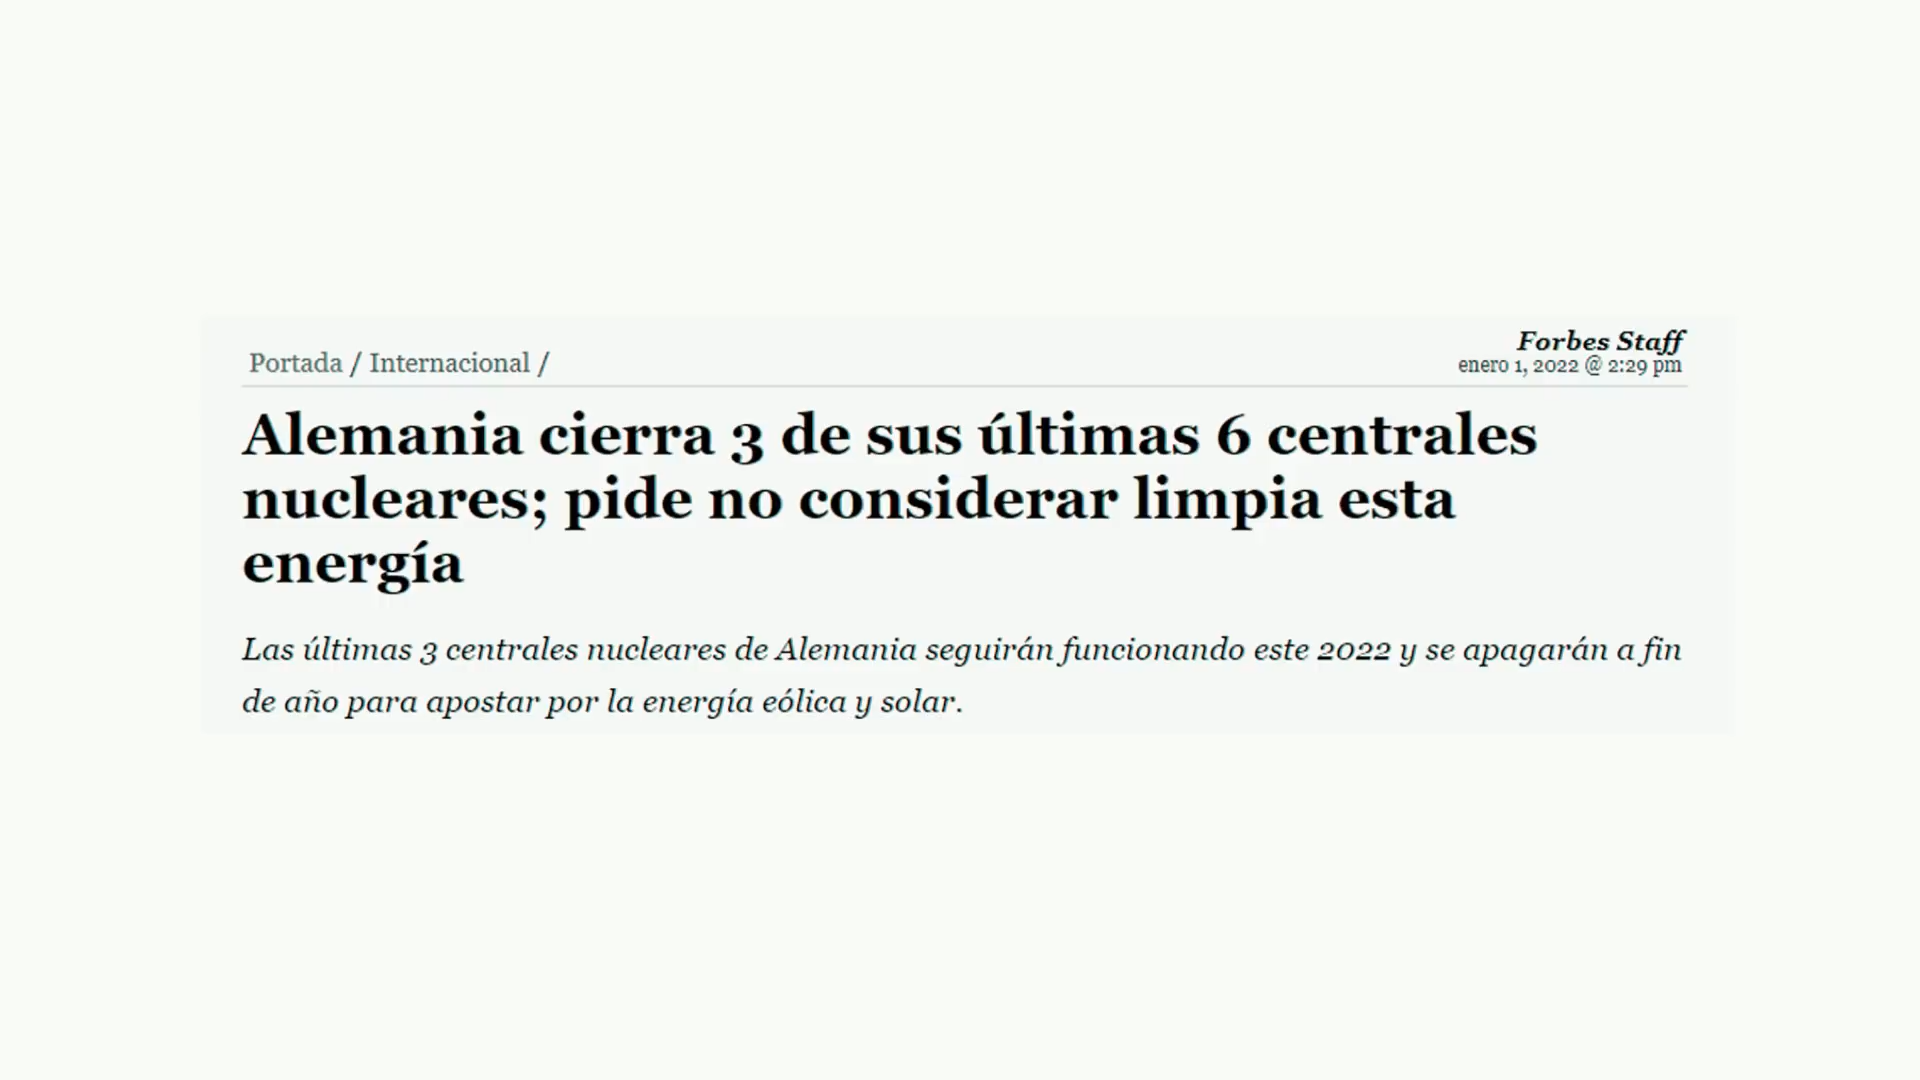 Forbes Staff
Portada / Internacional /
enero 1, 2022 @ 2:29 pm
Alemania cierra 3 de sus últimas 6 centrales
nucleares; pide no considerar limpia esta
energía
Las últimas 3 centrales nucleares de Alemania seguirán funcionando este 2022 y se apagarán a fin
de año para apostar por la energía eólica y solar.